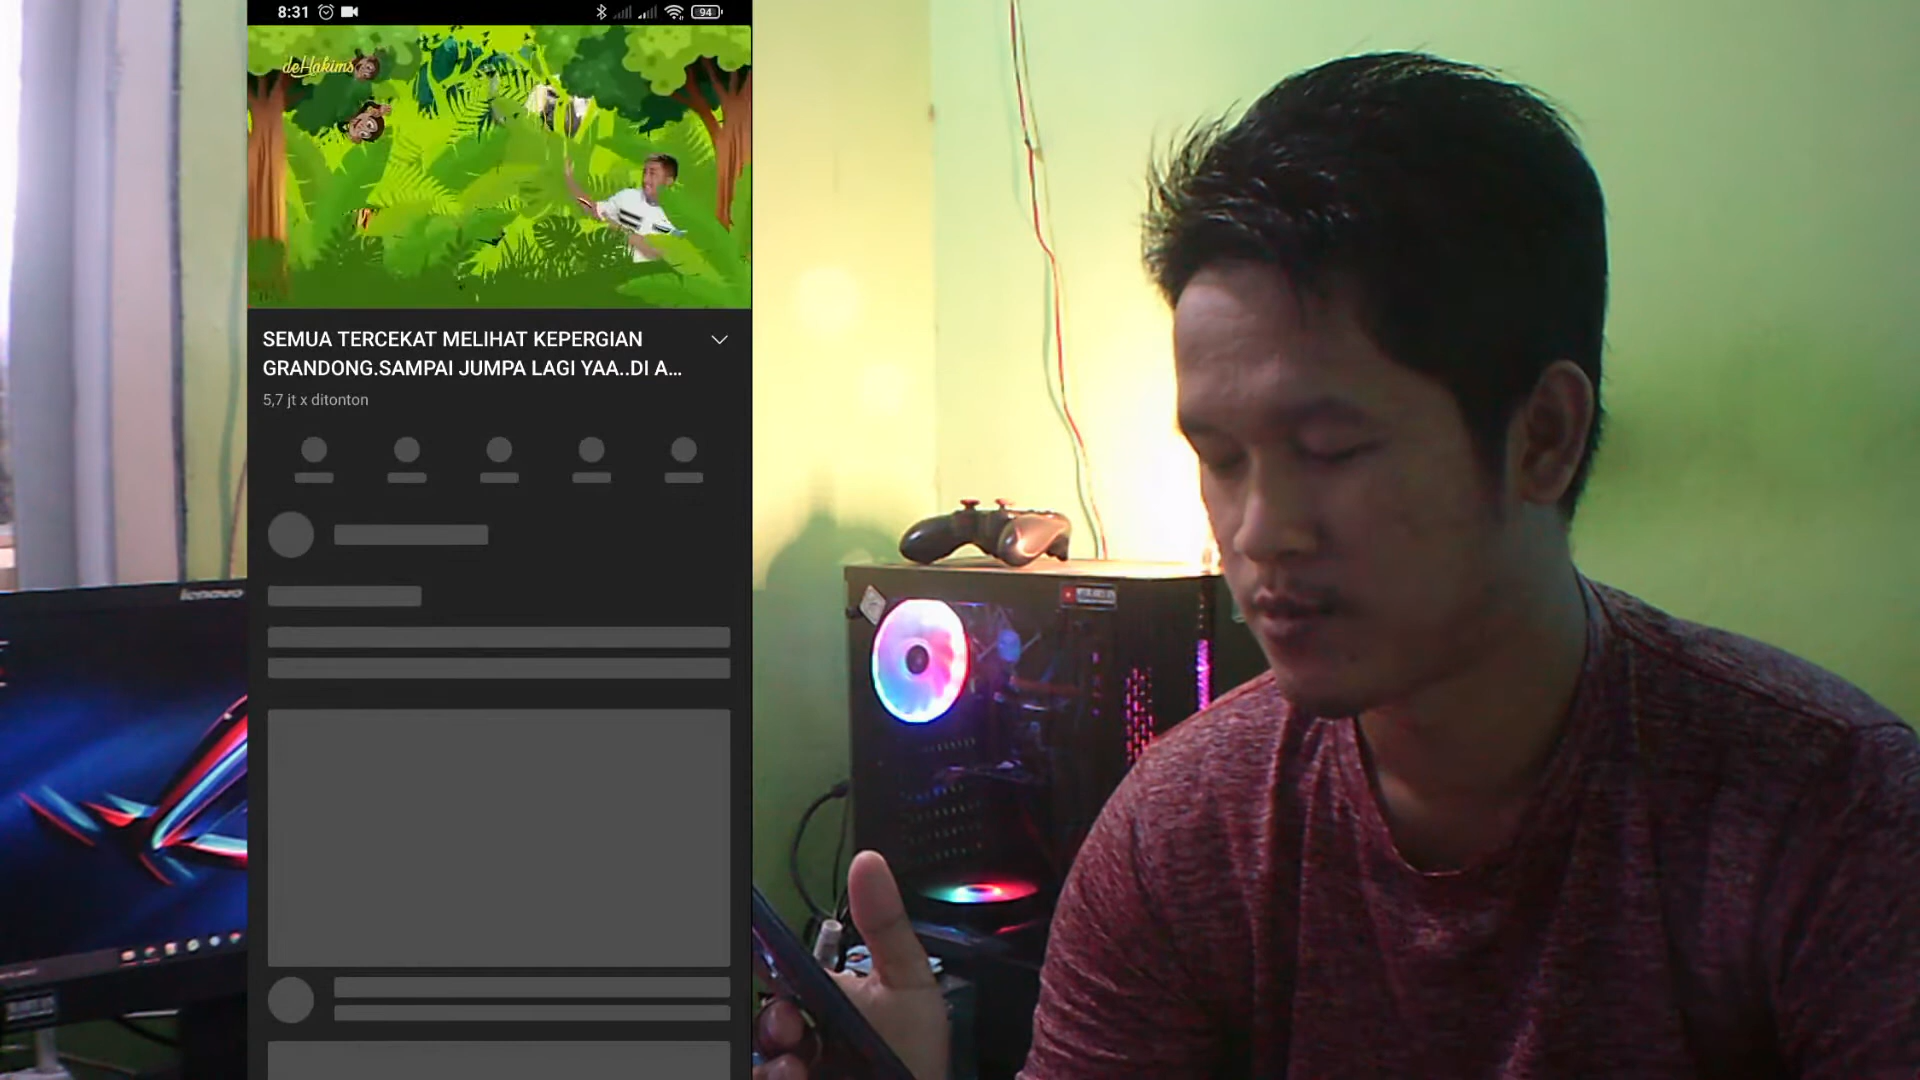 8:31
94
deHakims
SEMUA TERCEKAT MELIHAT KEPERGIAN
GRANDONG.SAMPAI JUMPA LAGI YAA..DI A...
5,7 jt x ditonton
lenovo